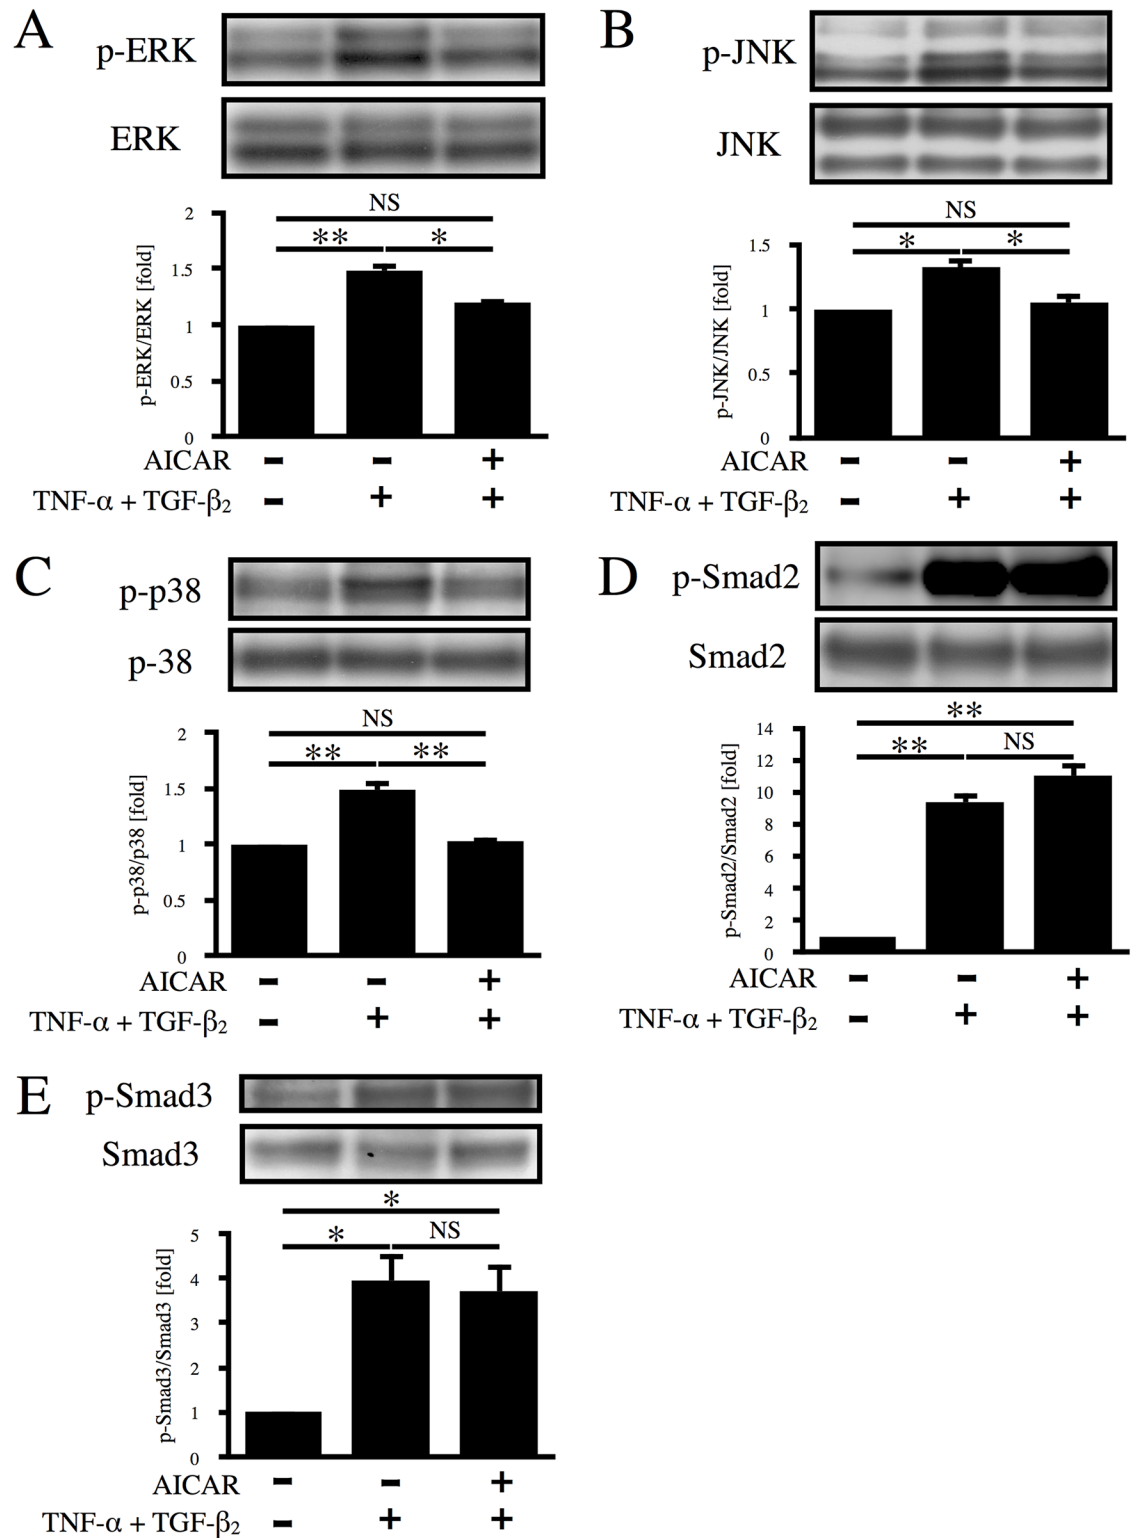 A
p-ERK
ERK
NS
** *
2
1.5
1
0.5
0
p-ERK/ERK [fold]
AICAR - - +
TNF-α + TGF-β₂ - + +
B
p-JNK
JNK
NS
* *
1.5
1
0.5
0
p-JNK/JNK [fold]
AICAR - - +
TNF-α + TGF-β₂ - + +
C
p-p38
p-38
NS
** **
2
1.5
1
0.5
0
p-p38/p38 [fold]
AICAR - - +
TNF-α + TGF-β₂ - + +
D
p-Smad2
Smad2
**
** NS
14
12
10
8
6
4
2
0
p-Smad2/Smad2 [fold]
AICAR - - +
TNF-α + TGF-β₂ - + +
E
p-Smad3
Smad3
*
* NS
5
4
3
2
1
0
p-Smad3/Smad3 [fold]
AICAR - - +
TNF-α + TGF-β₂ - + +